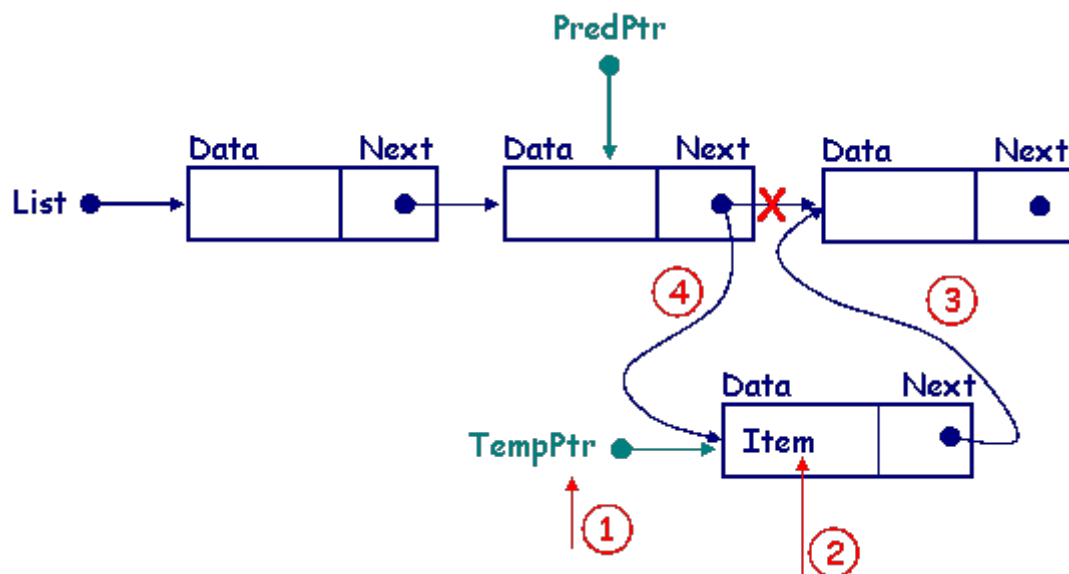 PredPtr
Data Next Data Next Data Next
List
4 3
Data Next
Item
TempPtr
1
2